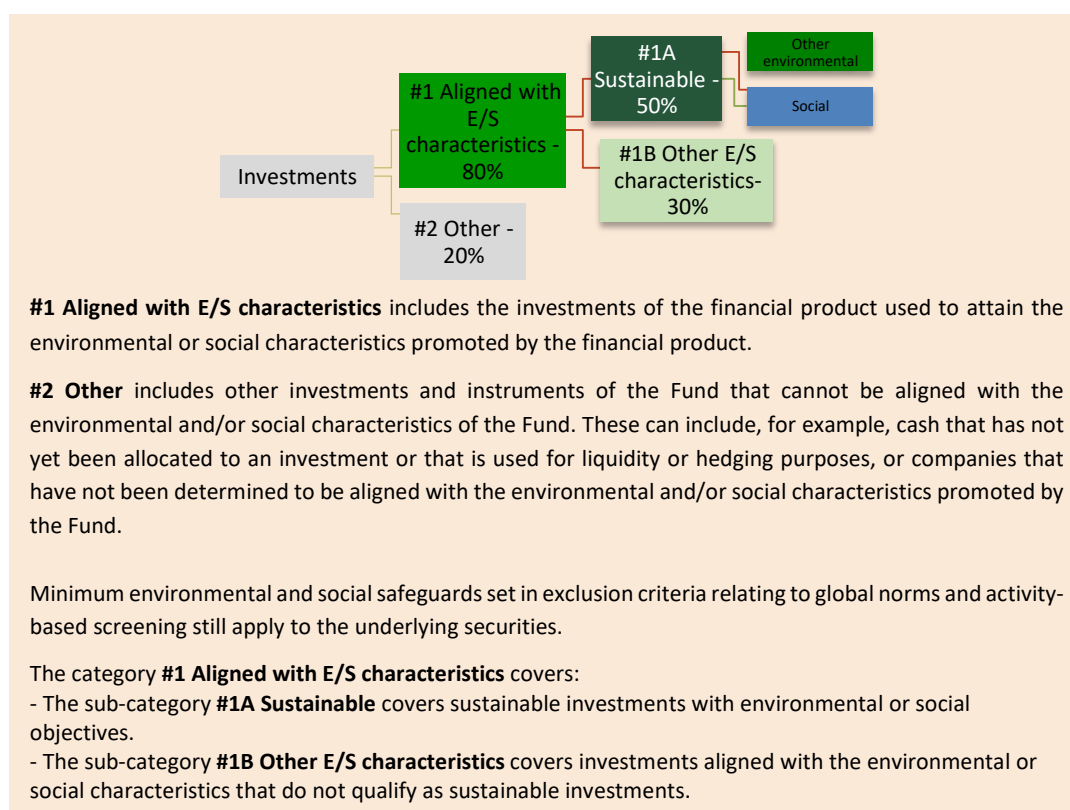 Investments
#1 Aligned with
E/S
characteristics -
80%
#2 Other -
20%
#1A
Sustainable -
50%
#1B Other E/S
characteristics-
30%
Other
environmental
Social
#1 Aligned with E/S characteristics includes the investments of the financial product used to attain the
environmental or social characteristics promoted by the financial product.
#2 Other includes other investments and instruments of the Fund that cannot be aligned with the
environmental and/or social characteristics of the Fund. These can include, for example, cash that has not
yet been allocated to an investment or that is used for liquidity or hedging purposes, or companies that
have not been determined to be aligned with the environmental and/or social characteristics promoted by
the Fund.
Minimum environmental and social safeguards set in exclusion criteria relating to global norms and activity-
based screening still apply to the underlying securities.
The category #1 Aligned with E/S characteristics covers:
- The sub-category #1A Sustainable covers sustainable investments with environmental or social
objectives.
- The sub-category #1B Other E/S characteristics covers investments aligned with the environmental or
social characteristics that do not qualify as sustainable investments.